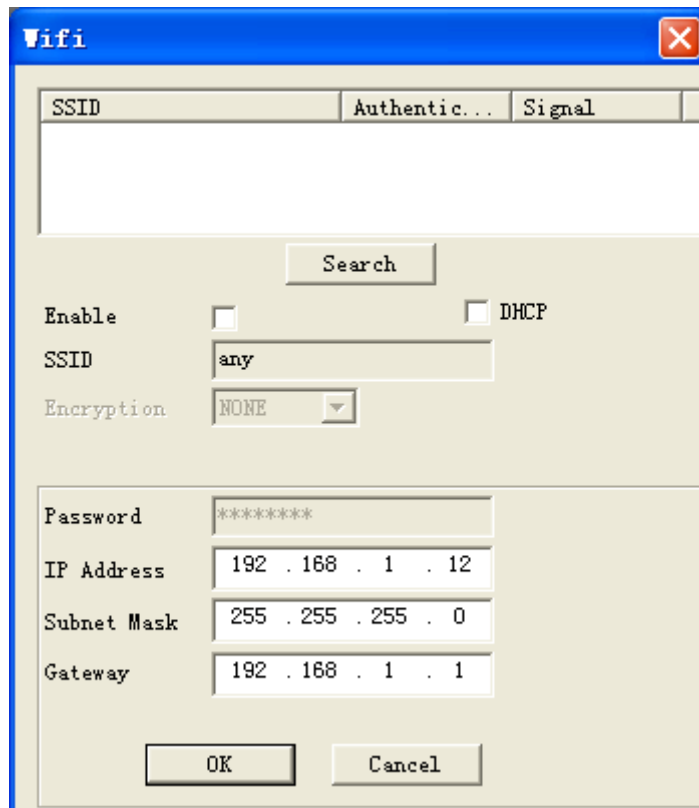 Wifi
SSID Authentic... Signal
Search
Enable DHCP
SSID any
Encryption NONE
Password ********
IP Address 192 . 168 . 1 . 12
Subnet Mask 255 . 255 . 255 . 0
Gateway 192 . 168 . 1 . 1
OK Cancel